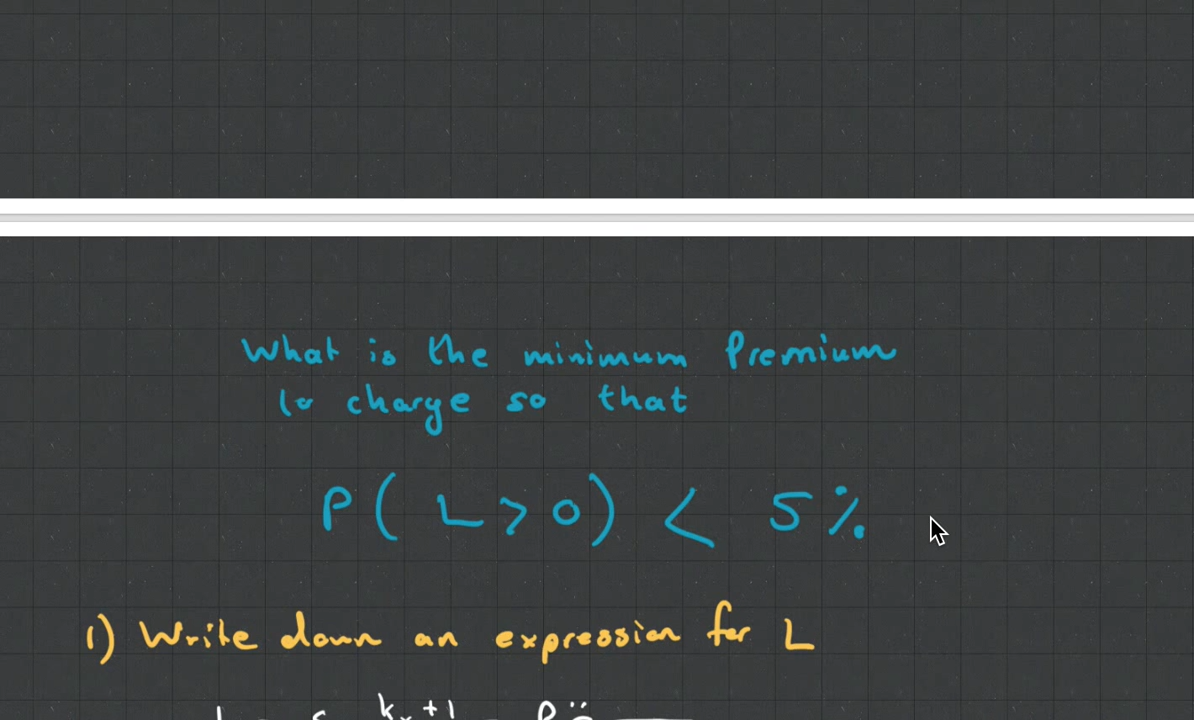 What is the minimum Premium
to charge so that
P( L > 0) < 5%
1) Write down an expression for L